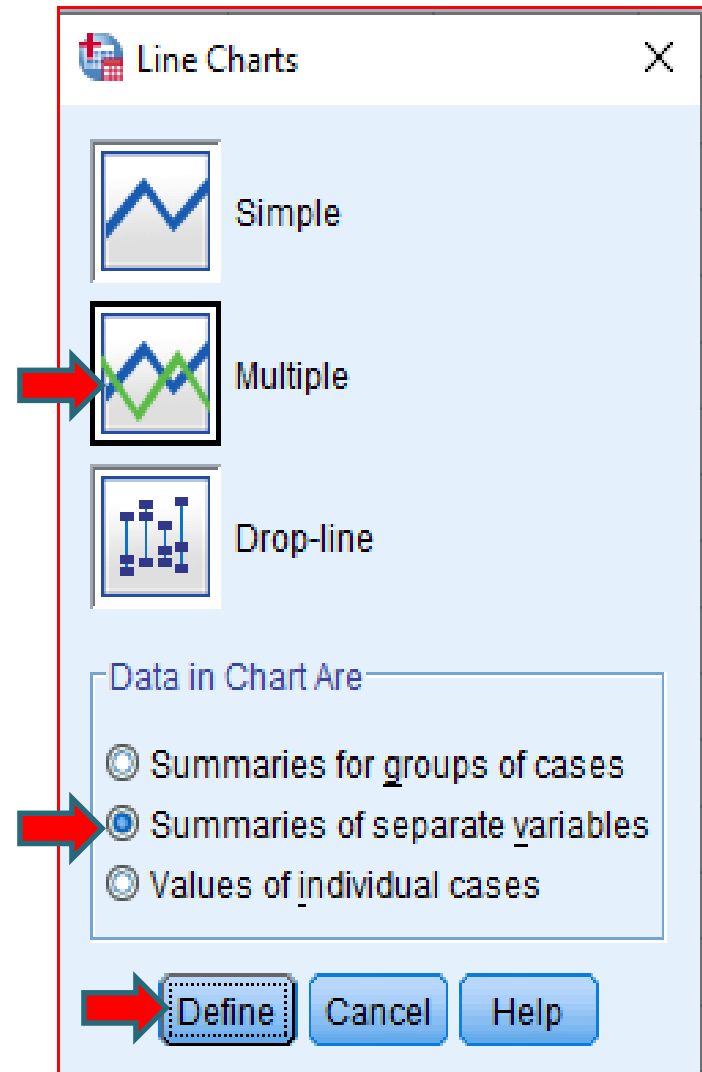 Line Charts
Simple
Multiple
Drop-line
Data in Chart Are
Summaries for groups of cases
Summaries of separate variables
Values of individual cases
Define Cancel Help